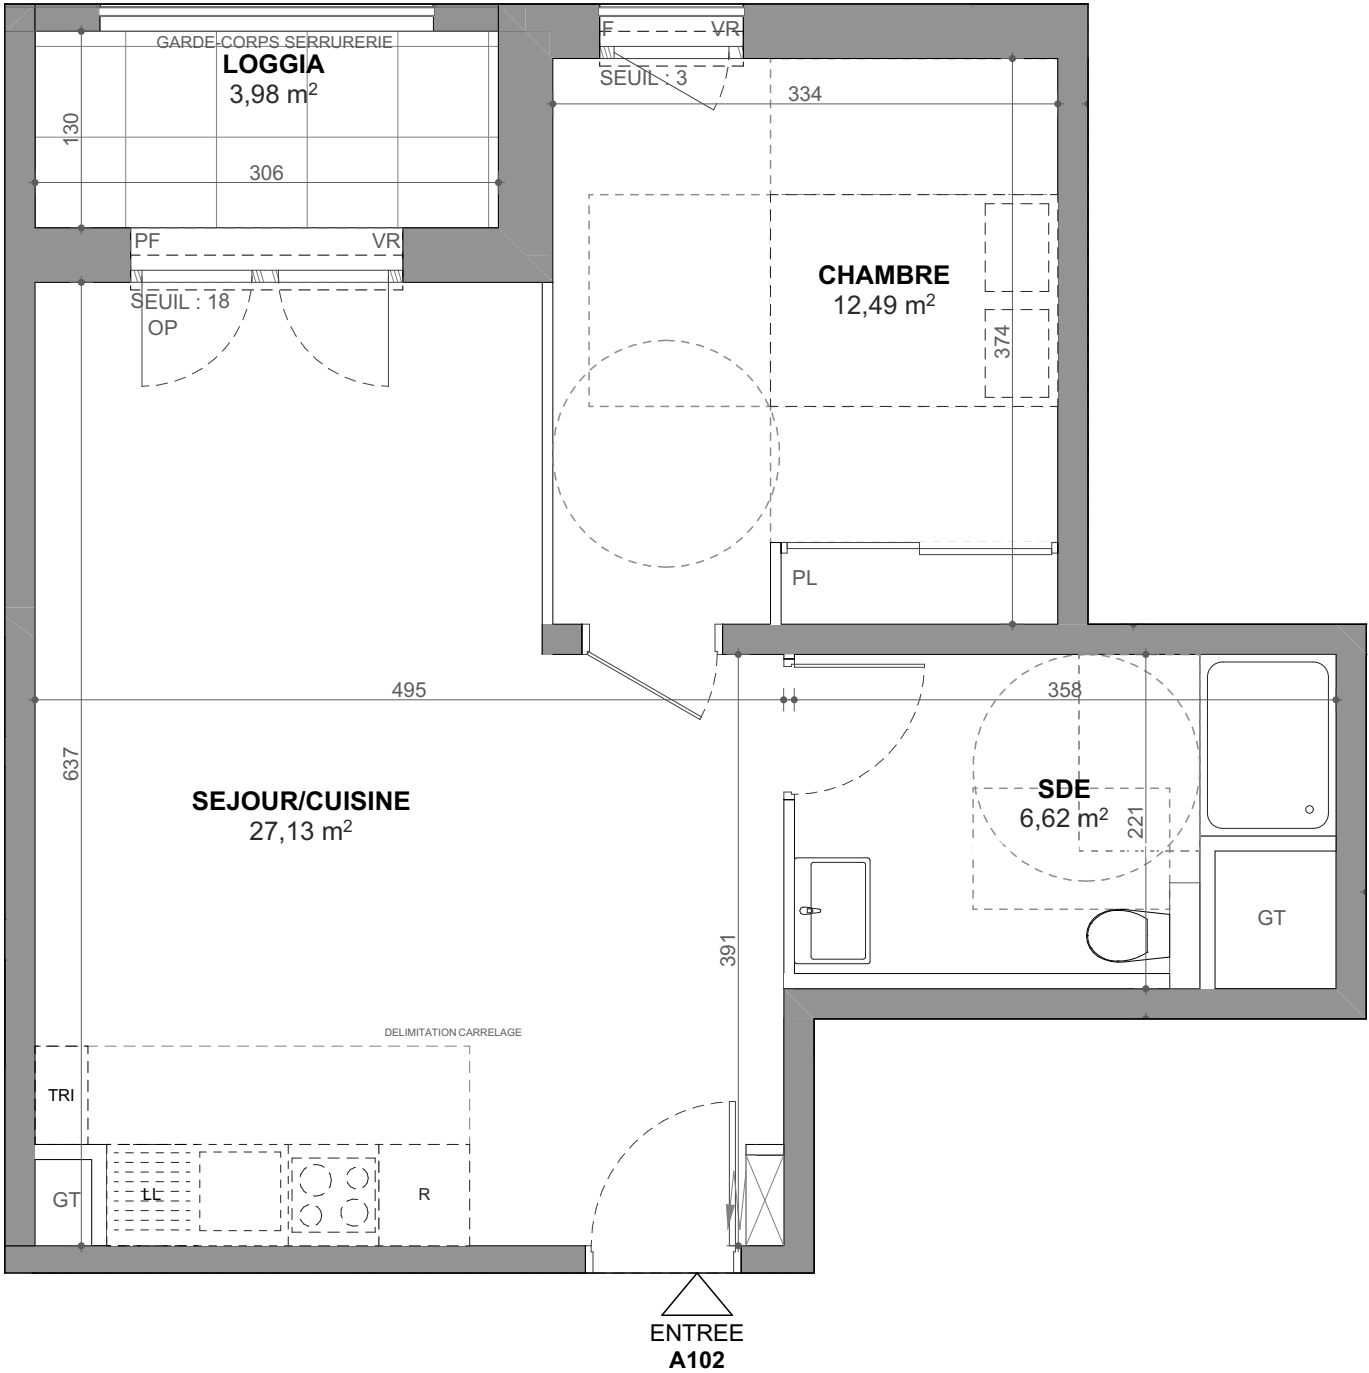 GARDE-CORPS SERRURERIE
LOGGIA
3,98 m²
130
306
F
VR
SEUIL : 3
334
PF
VR
SEUIL : 18
OP
CHAMBRE
12,49 m²
374
PL
495
358
637
SEJOUR/CUISINE
27,13 m²
SDE
6,62 m²
221
391
GT
DELIMITATION CARRELAGE
TRI
GT
LL
R
ENTREE
A102